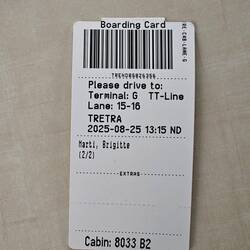 Boarding Card
Please drive to:
Terminal: G TT-Line
Lane: 15-16
TRETRA
2025-08-25 13:15 ND
Marti, Brigitte
(2/2)
EXTRAS
Cabin: 8033 B2